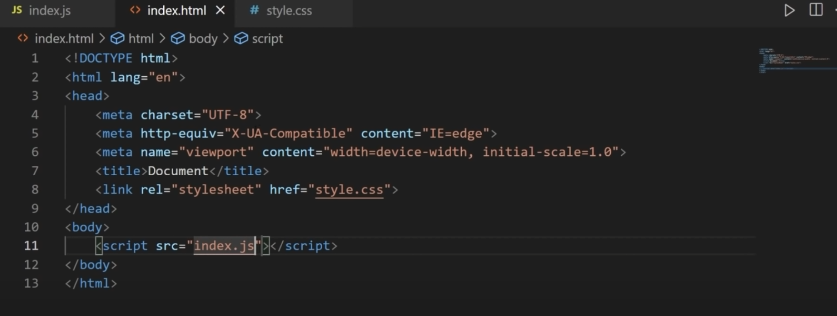 JS index.js <> index.html × # style.css
<> index.html > html > body > script
1 <!DOCTYPE html>
2 <html lang="en">
3 <head>
4     <meta charset="UTF-8">
5     <meta http-equiv="X-UA-Compatible" content="IE=edge">
6     <meta name="viewport" content="width=device-width, initial-scale=1.0">
7     <title>Document</title>
8     <link rel="stylesheet" href="style.css">
9 </head>
10 <body>
11     <script src="index.js"></script>
12 </body>
13 </html>